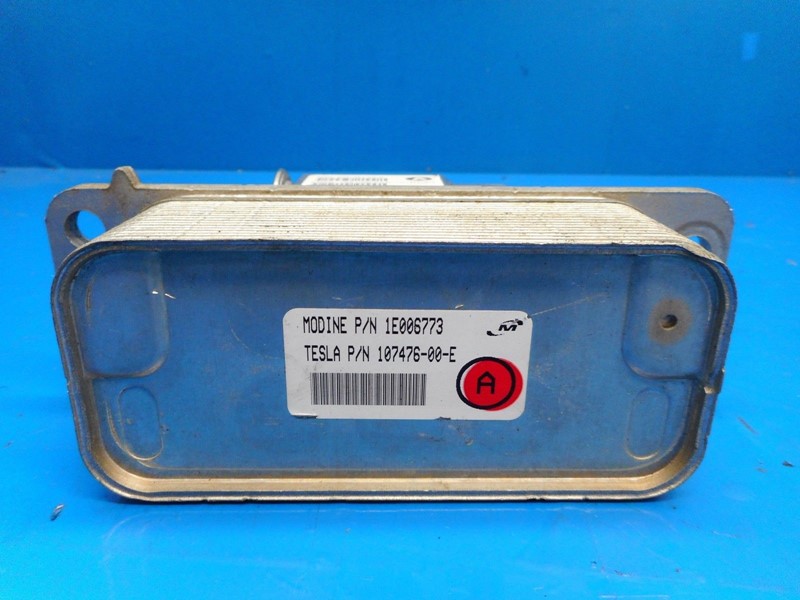 MODINE P/N 1E006773
M
TESLA P/N 107476-00-E
A